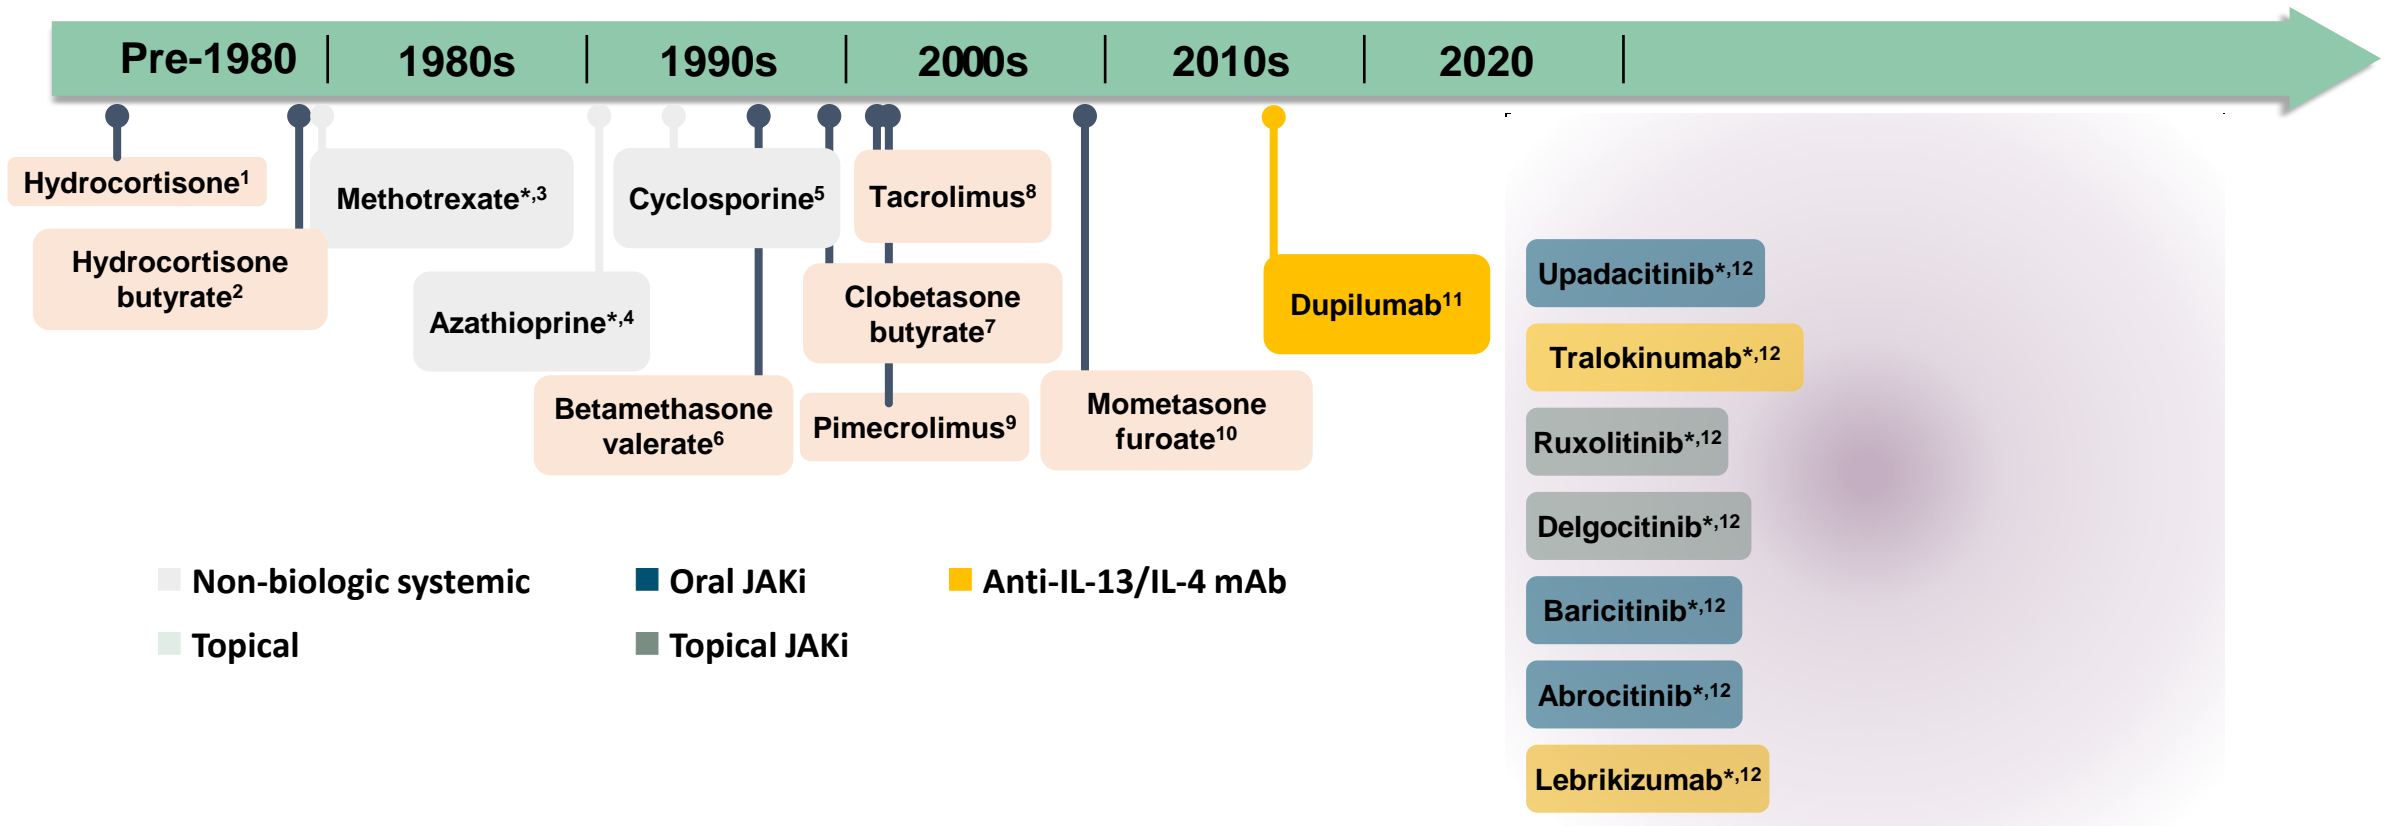 Pre-1980
1980s
1990s
2000s
2010s
2020
Hydrocortisone1
Hydrocortisone
butyrate2
Methotrexate*,3
Azathioprine*,4
Cyclosporine5
Betamethasone
valerate6
Tacrolimus8
Clobetasone
butyrate7
Pimecrolimus9
Mometasone
furoate10
Dupilumab11
Upadacitinib*,12
Tralokinumab*,12
Ruxolitinib*,12
Delgocitinib*,12
Baricitinib*,12
Abrocitinib*,12
Lebrikizumab*,12
Non-biologic systemic
Oral JAKi
Anti-IL-13/IL-4 mAb
Topical
Topical JAKi